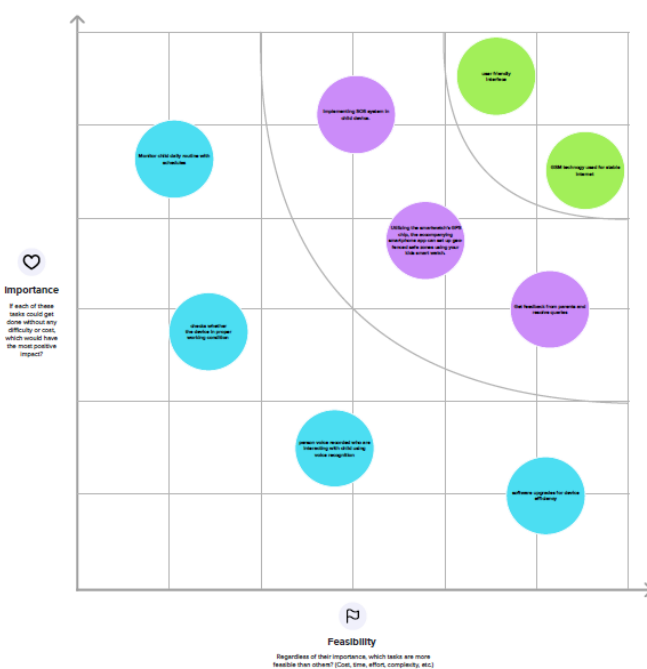 user friendly
interface
Implementing SOS system in
child device.
Monitor child daily routine with
schedules
GSM technogy used for stable
internet
Utilizing the smartwatch's GPS
chip, the accompanying
smartphone app can set up geo-
fenced safe zones using your
kids smart watch.
Importance
If each of these
tasks could get
done without any
difficulty or cost,
which would have
the most positive
impact?
Get feedback from parents and
resolve queries
checks whether
the device in proper
working condition
person voice recorded who are
interacting with child using
voice recognition
software upgrades for device
efficiency
Feasibility
Regardless of their importance, which tasks are more
feasible than others? (Cost, time, effort, complexity, etc.)